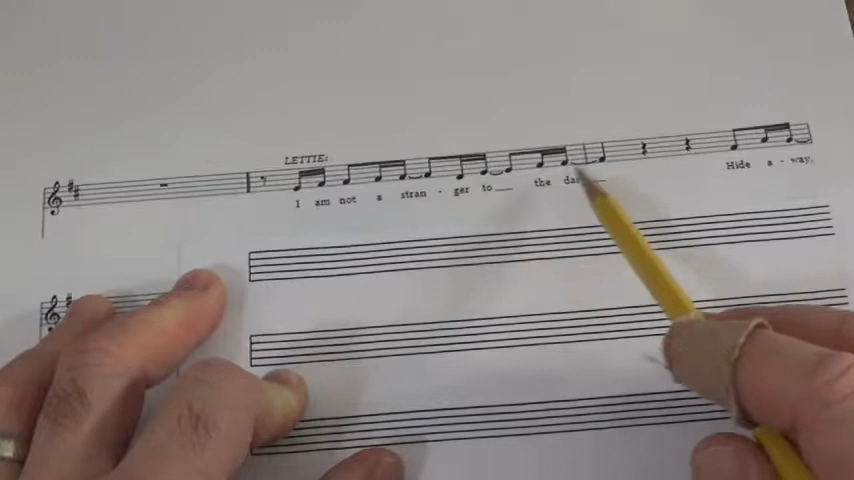 LETTIE:
I am not a stran - ger to___ the Hide a - way,